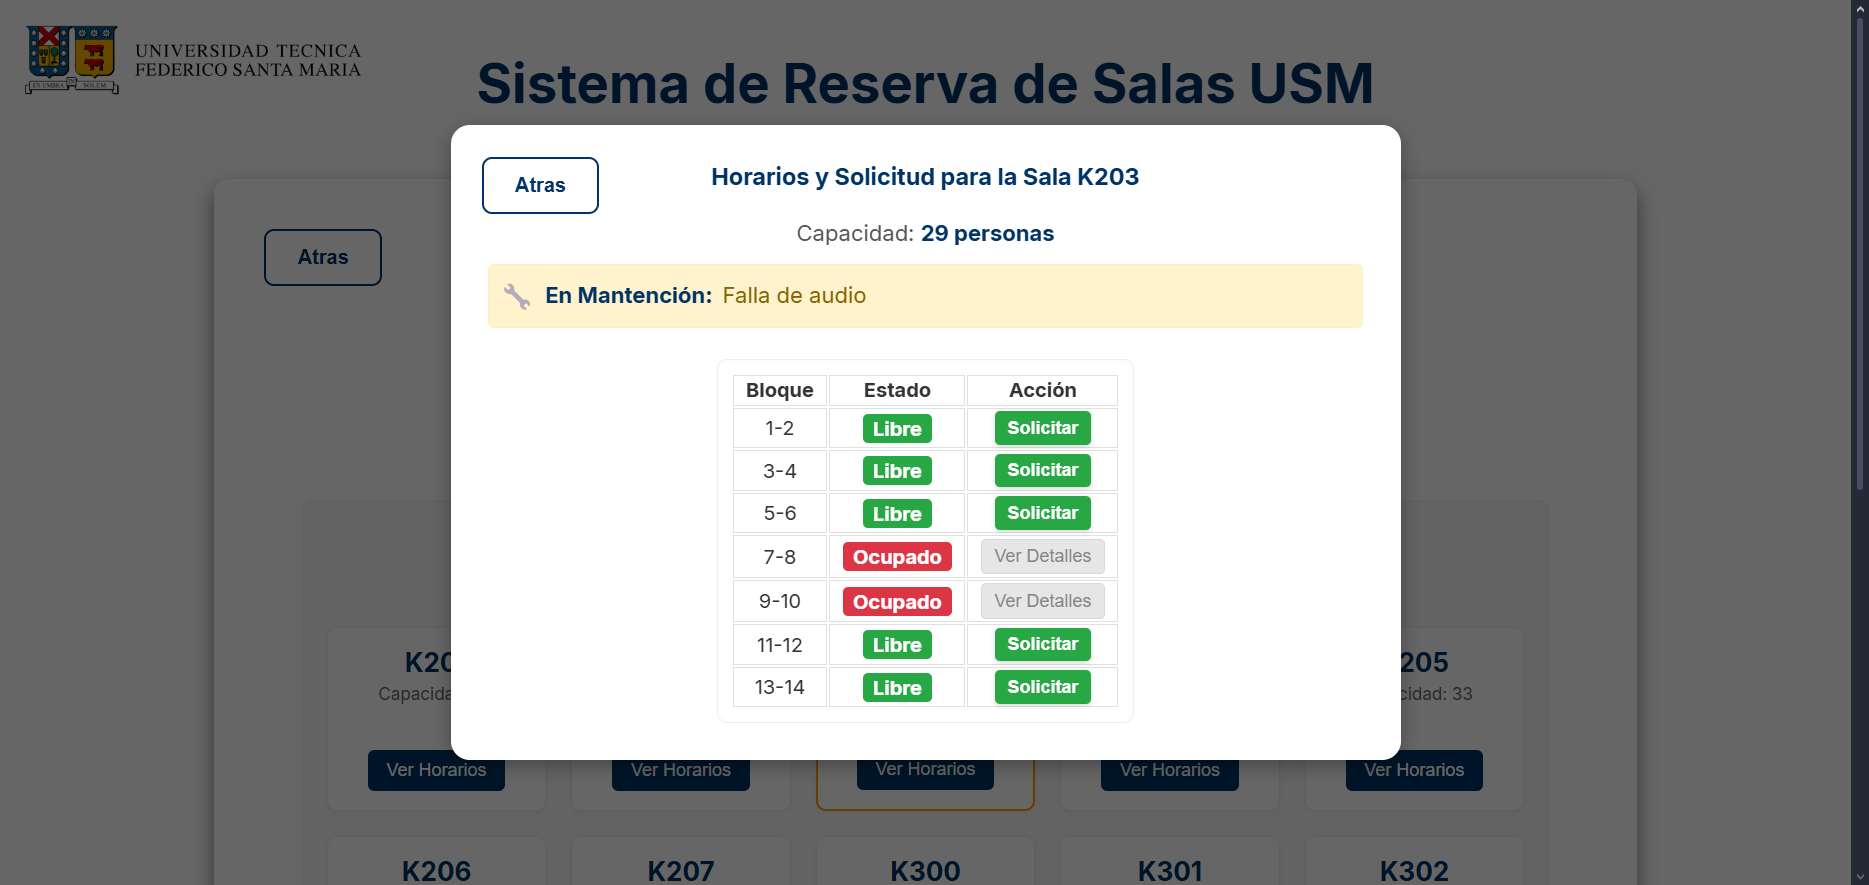 UNIVERSIDAD TECNICA
FEDERICO SANTA MARIA
EX UMBRA IN SOLEM
Sistema de Reserva de Salas USM
Atras
Horarios y Solicitud para la Sala K203
Capacidad: 29 personas
En Mantención: Falla de audio
Bloque Estado Acción
1-2 Libre Solicitar
3-4 Libre Solicitar
5-6 Libre Solicitar
7-8 Ocupado Ver Detalles
9-10 Ocupado Ver Detalles
11-12 Libre Solicitar
13-14 Libre Solicitar
Atras
K20 205
Capacida cidad: 33
Ver Horarios Ver Horarios Ver Horarios Ver Horarios Ver Horarios
K206 K207 K300 K301 K302